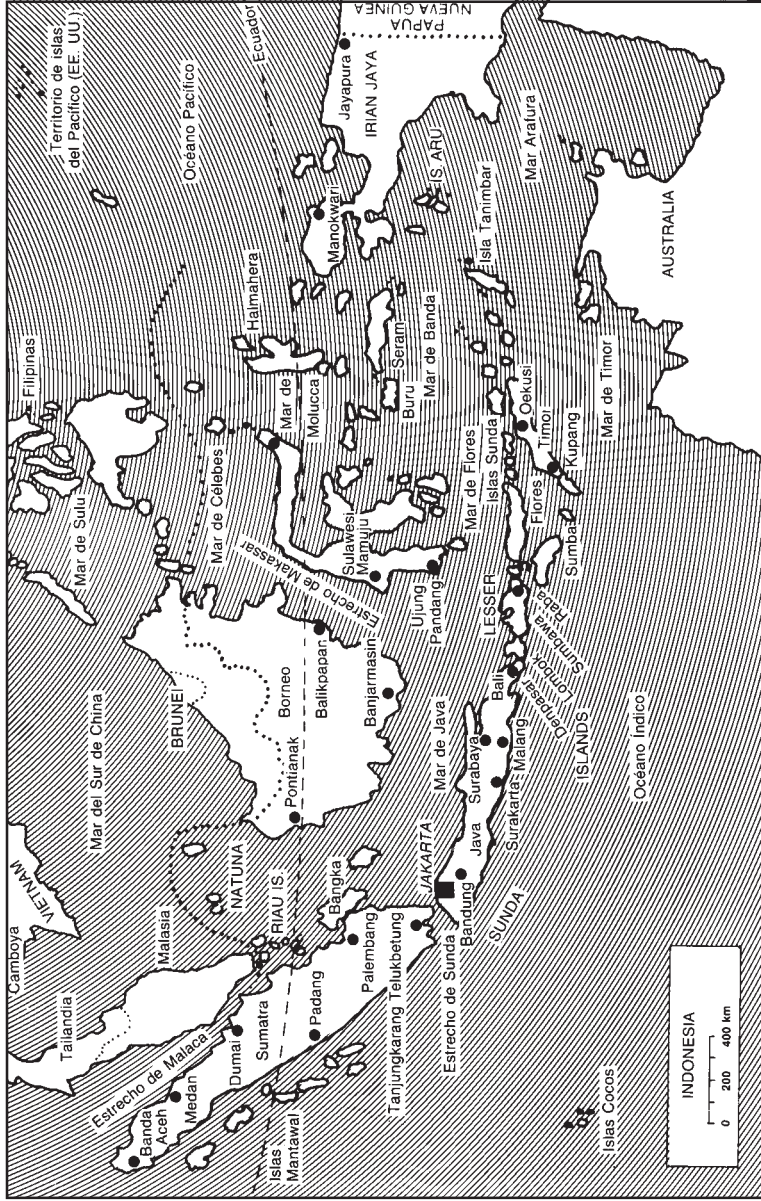 Territorio de islas
del Pacífico (EE. UU.)
Océano Pacífico
Ecuador
PAPUA
NUEVA GUINEA
Jayapura
IRIAN JAYA
Manokwari
IS. ARU
Mar Arafura
Isla Tanimbar
AUSTRALIA
Filipinas
Halmahera
Mar de
Molucca
Seram
Buru
Mar de Banda
Mar de Sulu
Mar de Célebes
Estrecho de Makassar
Sulawesi
Mamuju
Ujung
Pandang
Mar de Flores
Islas Sunda
Oekusi
Timor
Kupang
Mar de Timor
Flores
Sumba
LESSER
Raba
Sumbawa
Lombok
Denpasar
Bali
ISLANDS
Océano Indico
Mar del Sur de China
BRUNEI
Borneo
Balikpapan
Banjarmasin
Pontianak
Mar de Java
Surabaya
Malang
Java
Surakarta
JAKARTA
Bandung
SUNDA
VIETNAM
Camboya
Tailandia
Malasia
NATUNA
RIAU IS.
Bangka
Palembang
Tanjungkarang Telukbetung
Estrecho de Sunda
Estrecho de Malaca
Dumai
Sumatra
Padang
Banda
Aceh
Medan
Islas
Mantawai
Islas Cocos
INDONESIA
0 200 400 km